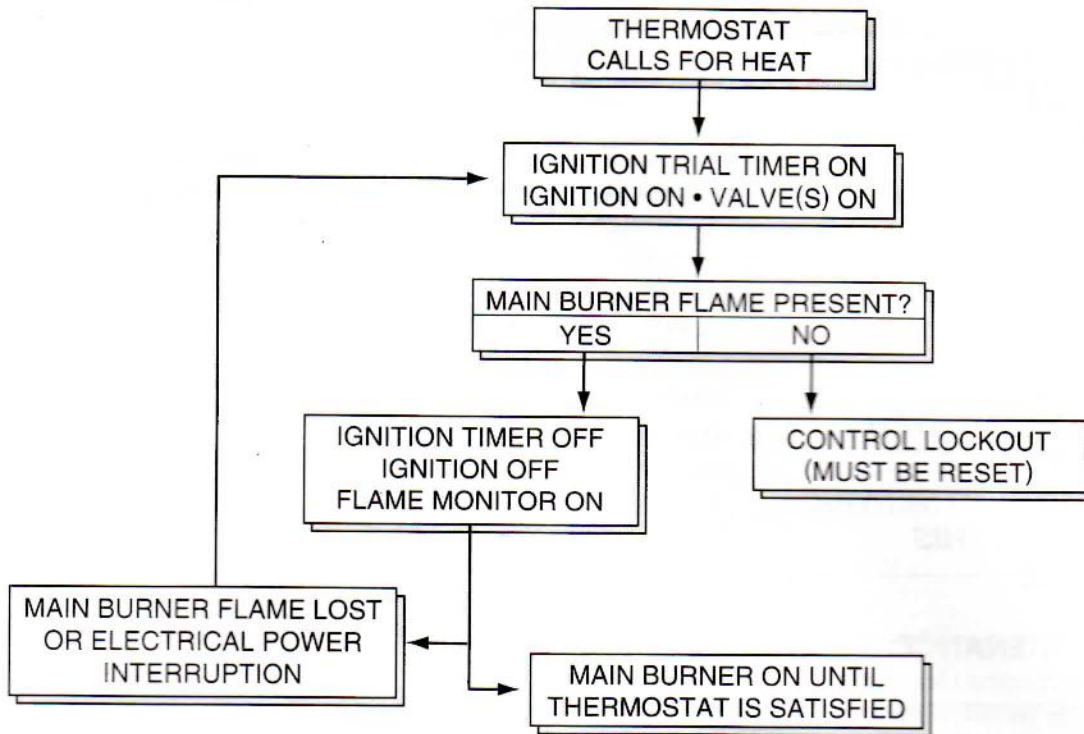 THERMOSTAT
CALLS FOR HEAT
IGNITION TRIAL TIMER ON
IGNITION ON • VALVE(S) ON
MAIN BURNER FLAME PRESENT?
YES NO
IGNITION TIMER OFF
IGNITION OFF
FLAME MONITOR ON
CONTROL LOCKOUT
(MUST BE RESET)
MAIN BURNER FLAME LOST
OR ELECTRICAL POWER
INTERRUPTION
MAIN BURNER ON UNTIL
THERMOSTAT IS SATISFIED